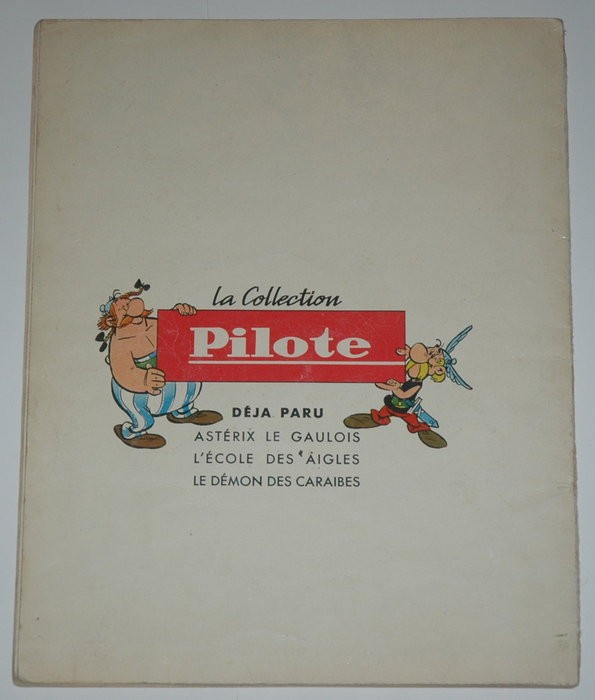 La Collection
Pilote
DÉJA PARU
ASTÉRIX LE GAULOIS
L'ÉCOLE DES AIGLES
LE DÉMON DES CARAIBES